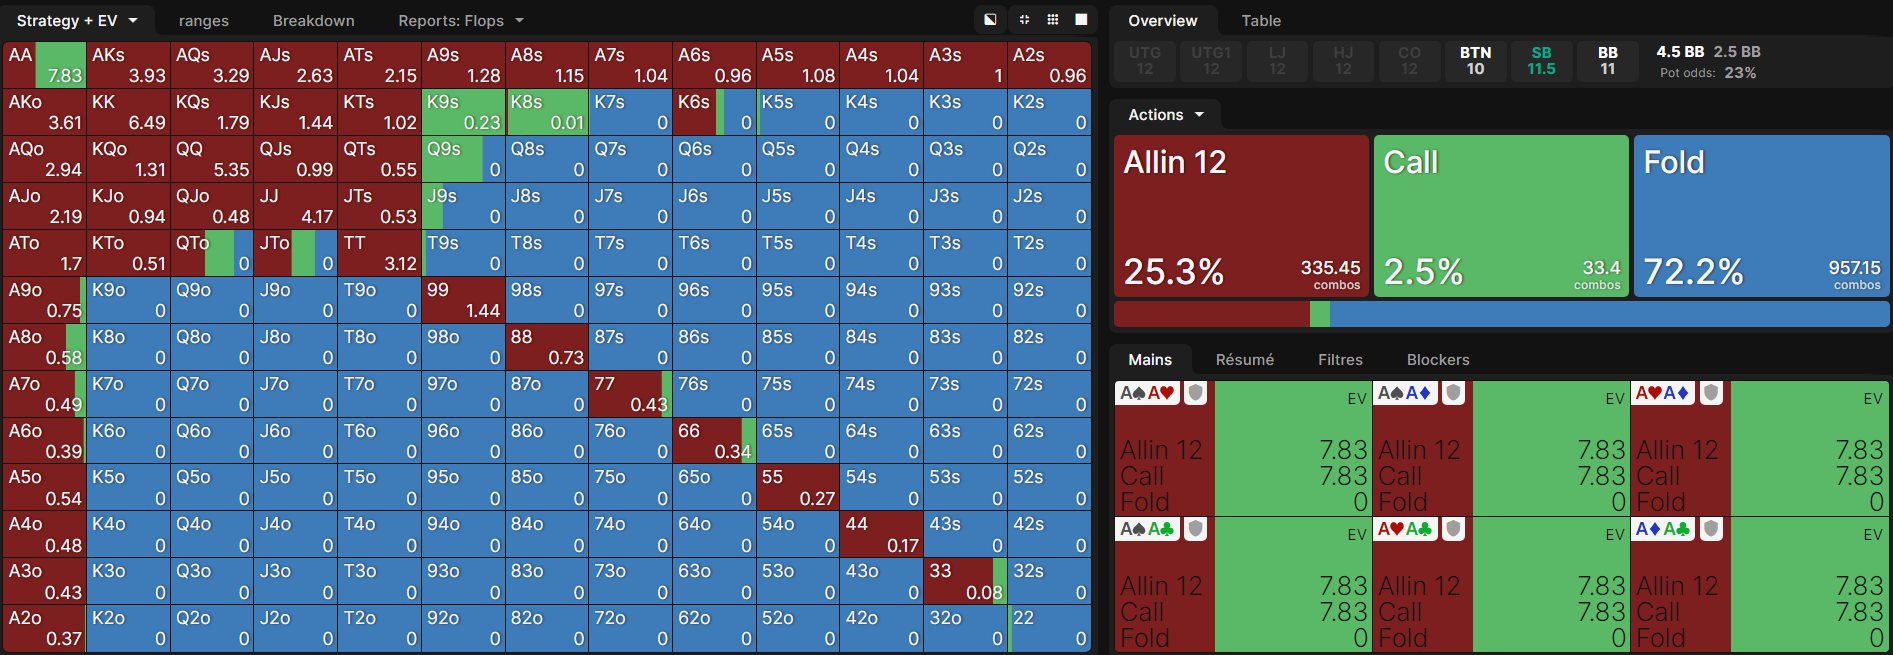 Strategy + EV ranges Breakdown Reports: Flops
AA 7.83 AKs 3.93 AQs 3.29 AJs 2.63 ATs 2.15 A9s 1.28 A8s 1.15 A7s 1.04 A6s 0.96 A5s 1.08 A4s 1.04 A3s 1 A2s 0.96
AKo 3.61 KK 6.49 KQs 1.79 KJs 1.44 KTs 1.02 K9s 0.23 K8s 0.01 K7s 0 K6s 0 K5s 0 K4s 0 K3s 0 K2s 0
AQo 2.94 KQo 1.31 QQ 5.35 QJs 0.99 QTs 0.55 Q9s 0 Q8s 0 Q7s 0 Q6s 0 Q5s 0 Q4s 0 Q3s 0 Q2s 0
AJo 2.19 KJo 0.94 QJo 0.48 JJ 4.17 JTs 0.53 J9s 0 J8s 0 J7s 0 J6s 0 J5s 0 J4s 0 J3s 0 J2s 0
ATo 1.7 KTo 0.51 QTo 0 JTo 0 TT 3.12 T9s 0 T8s 0 T7s 0 T6s 0 T5s 0 T4s 0 T3s 0 T2s 0
A9o 0.75 K9o 0 Q9o 0 J9o 0 T9o 0 99 1.44 98s 0 97s 0 96s 0 95s 0 94s 0 93s 0 92s 0
A8o 0.58 K8o 0 Q8o 0 J8o 0 T8o 0 98o 0 88 0.73 87s 0 86s 0 85s 0 84s 0 83s 0 82s 0
A7o 0.49 K7o 0 Q7o 0 J7o 0 T7o 0 97o 0 87o 0 77 0.43 76s 0 75s 0 74s 0 73s 0 72s 0
A6o 0.39 K6o 0 Q6o 0 J6o 0 T6o 0 96o 0 86o 0 76o 0 66 0.34 65s 0 64s 0 63s 0 62s 0
A5o 0.54 K5o 0 Q5o 0 J5o 0 T5o 0 95o 0 85o 0 75o 0 65o 0 55 0.27 54s 0 53s 0 52s 0
A4o 0.48 K4o 0 Q4o 0 J4o 0 T4o 0 94o 0 84o 0 74o 0 64o 0 54o 0 44 0.17 43s 0 42s 0
A3o 0.43 K3o 0 Q3o 0 J3o 0 T3o 0 93o 0 83o 0 73o 0 63o 0 53o 0 43o 0 33 0.08 32s 0
A2o 0.37 K2o 0 Q2o 0 J2o 0 T2o 0 92o 0 82o 0 72o 0 62o 0 52o 0 42o 0 32o 0 22 0
Overview Table
UTG UTG1 LJ HJ CO BTN SB BB 4.5 BB 2.5 BB
12 12 12 12 12 10 11.5 11 Pot odds: 23%
Actions
Allin 12 Call Fold
25.3% 335.45 combos 2.5% 33.4 combos 72.2% 957.15 combos
Mains Résumé Filtres Blockers
A♠A♥ EV A♠A♦ EV A♥A♦ EV
Allin 12 7.83 Allin 12 7.83 Allin 12 7.83
Call 7.83 Call 7.83 Call 7.83
Fold 0 Fold 0 Fold 0
A♠A♣ EV A♥A♣ EV A♦A♣ EV
Allin 12 7.83 Allin 12 7.83 Allin 12 7.83
Call 7.83 Call 7.83 Call 7.83
Fold 0 Fold 0 Fold 0